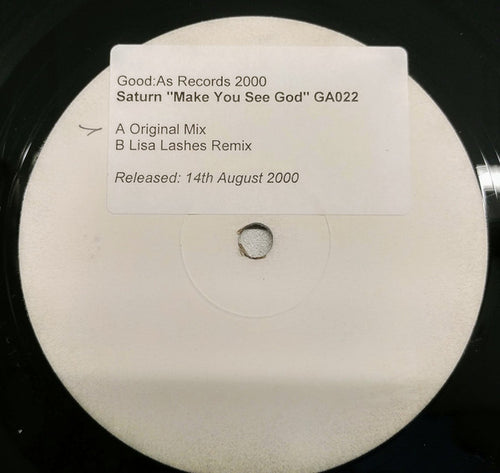 Good:As Records 2000
Saturn "Make You See God" GA022
A Original Mix
B Lisa Lashes Remix
Released: 14th August 2000